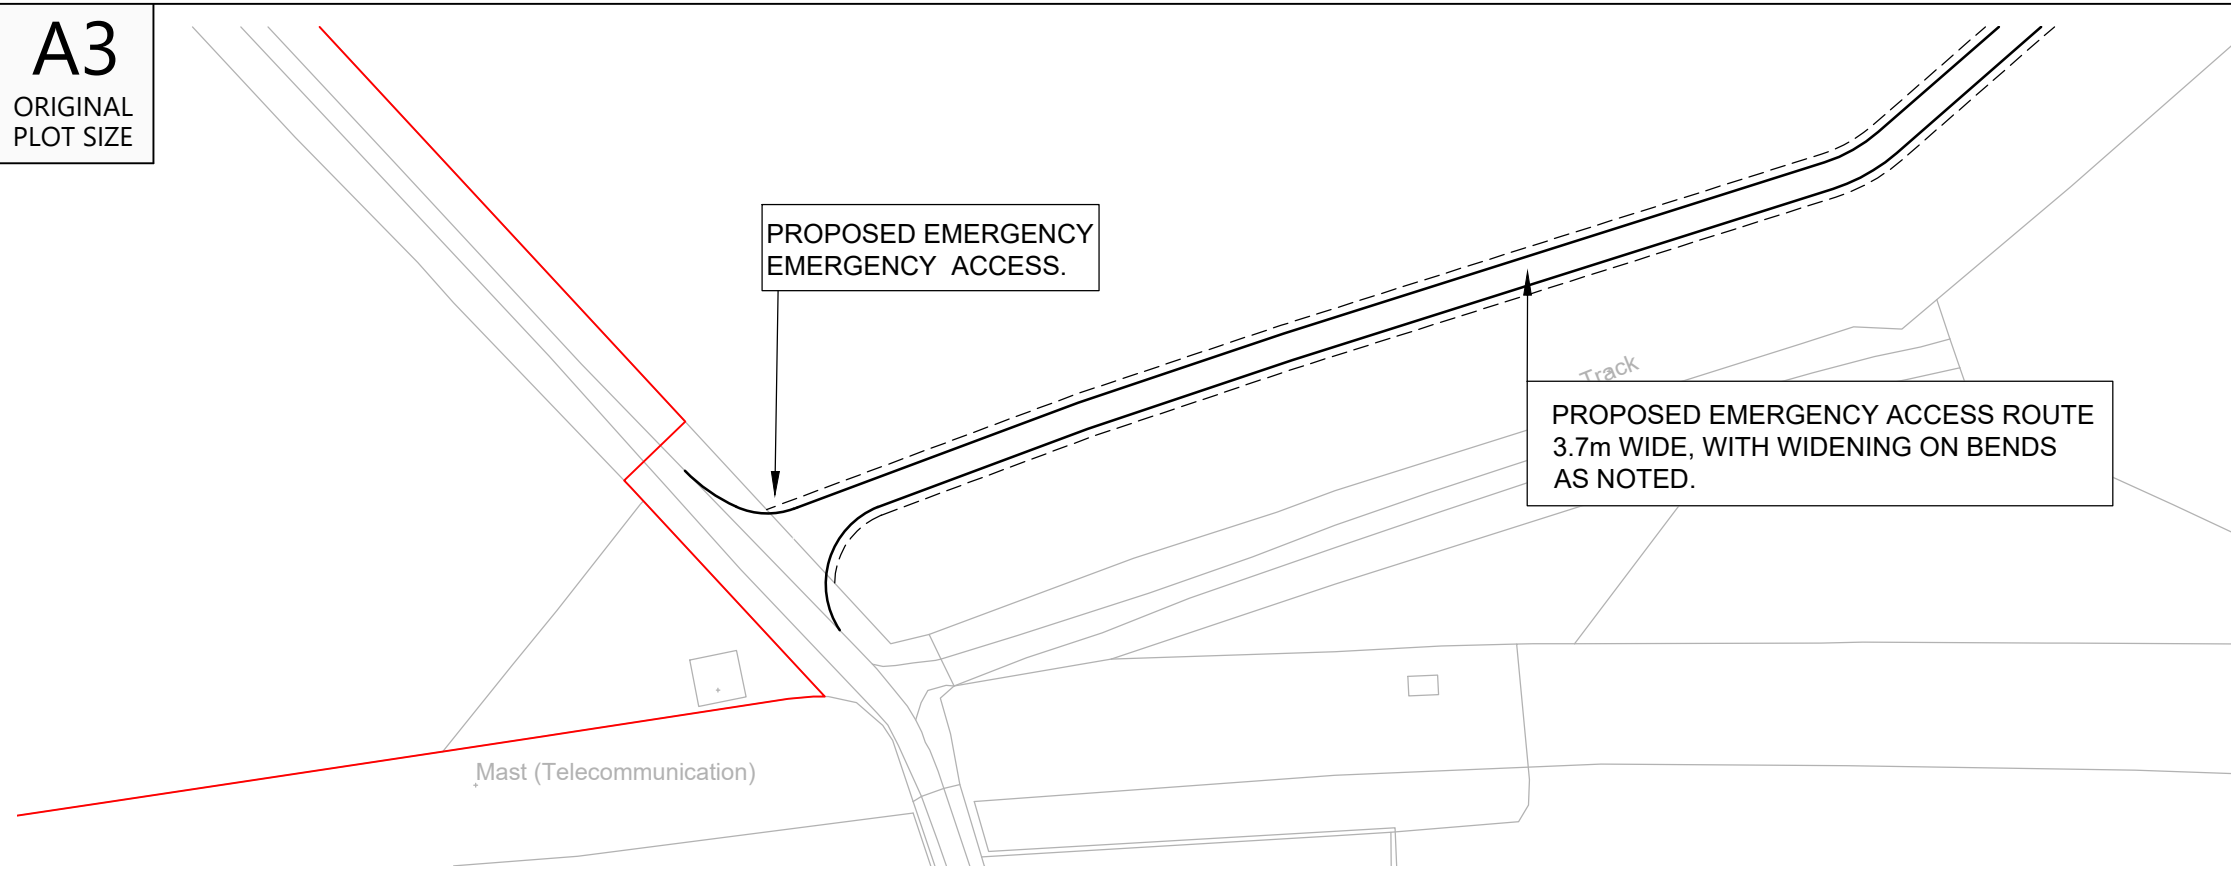 A3
ORIGINAL
PLOT SIZE
PROPOSED EMERGENCY
EMERGENCY ACCESS.
Track
PROPOSED EMERGENCY ACCESS ROUTE
3.7m WIDE, WITH WIDENING ON BENDS
AS NOTED.
Mast (Telecommunication)